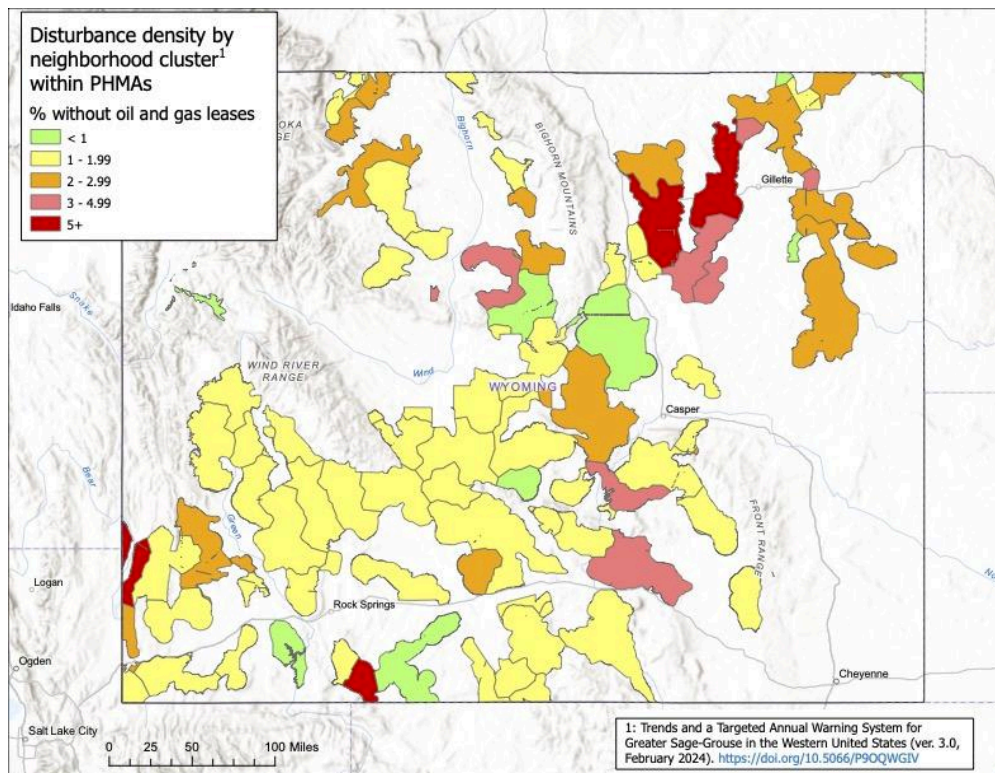 Disturbance density by
neighborhood cluster¹
within PHMAs
% without oil and gas leases
< 1
1 - 1.99
2 - 2.99
3 - 4.99
5+
OKA
GE
Bighorn
BIGHORN MOUNTAINS
Gillette
Idaho Falls
Snake
WIND RIVER
RANGE
Wind
WYOMING
Casper
Bear
Green
FRONT RANGE
Logan
Rock Springs
Ogden
Cheyenne
Salt Lake City
0 25 50 100 Miles
1: Trends and a Targeted Annual Warning System for
Greater Sage-Grouse in the Western United States (ver. 3.0,
February 2024). https://doi.org/10.5066/P9OQWGIV